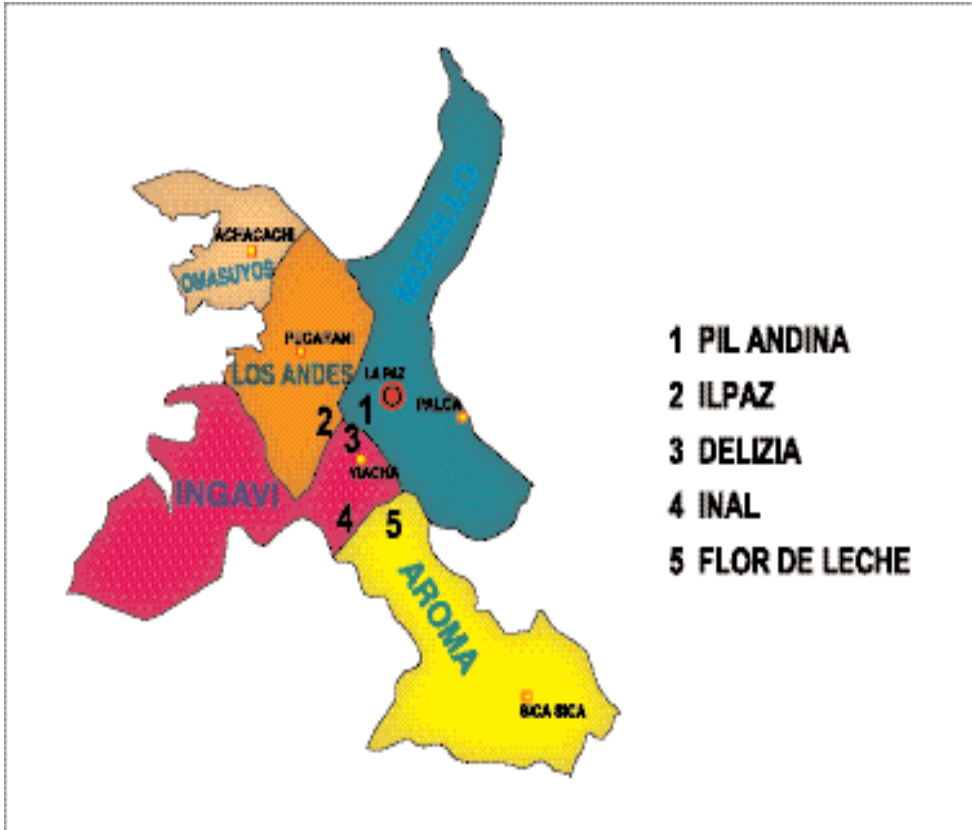 MURILLO
ACHACACHI
OMASUYOS
PUCARANI
LOS ANDES
LA PAZ
PALCA
2
1
3
VIACHA
INGAVI
4
5
AROMA
SICA SICA
1 PIL ANDINA
2 ILPAZ
3 DELIZIA
4 INAL
5 FLOR DE LECHE